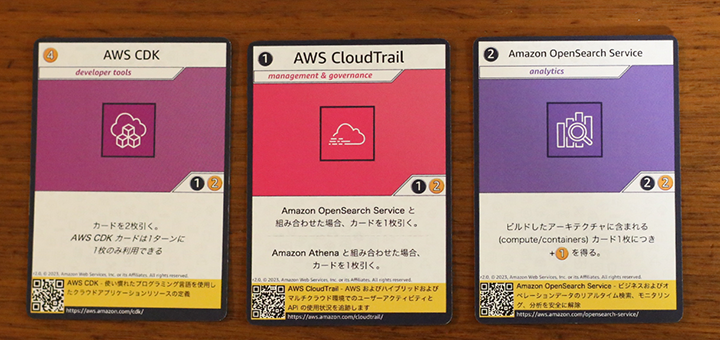 4 AWS CDK
developer tools
1 2
カードを2枚引く。
AWS CDK カードは1ターンに
1枚のみ利用できる
v2.0. © 2023, Amazon Web Services, Inc. or its Affiliates. All rights reserved.
AWS CDK - 使い慣れたプログラミング言語を使用し
たクラウドアプリケーションリソースの定義
https://aws.amazon.com/cdk/
1 AWS CloudTrail
management & governance
1 2
Amazon OpenSearch Service と
組み合わせた場合、カードを1枚引く。
Amazon Athena と組み合わせた場合、
カードを1枚引く。
v2.0. © 2023, Amazon Web Services, Inc. or its Affiliates. All rights reserved.
AWS CloudTrail - AWS およびハイブリッドおよび
マルチクラウド環境でのユーザーアクティビティと
API の使用状況を追跡します
https://aws.amazon.com/cloudtrail/
2 Amazon OpenSearch Service
analytics
2 2
ビルドしたアーキテクチャに含まれる
(compute/containers) カード1枚につき
+1 を得る。
v2.0. © 2023, Amazon Web Services, Inc. or its Affiliates. All rights reserved.
Amazon OpenSearch Service - ビジネスおよびオ
ペレーションデータのリアルタイム検索、モニタリン
グ、分析を安全に解除
https://aws.amazon.com/opensearch-service/